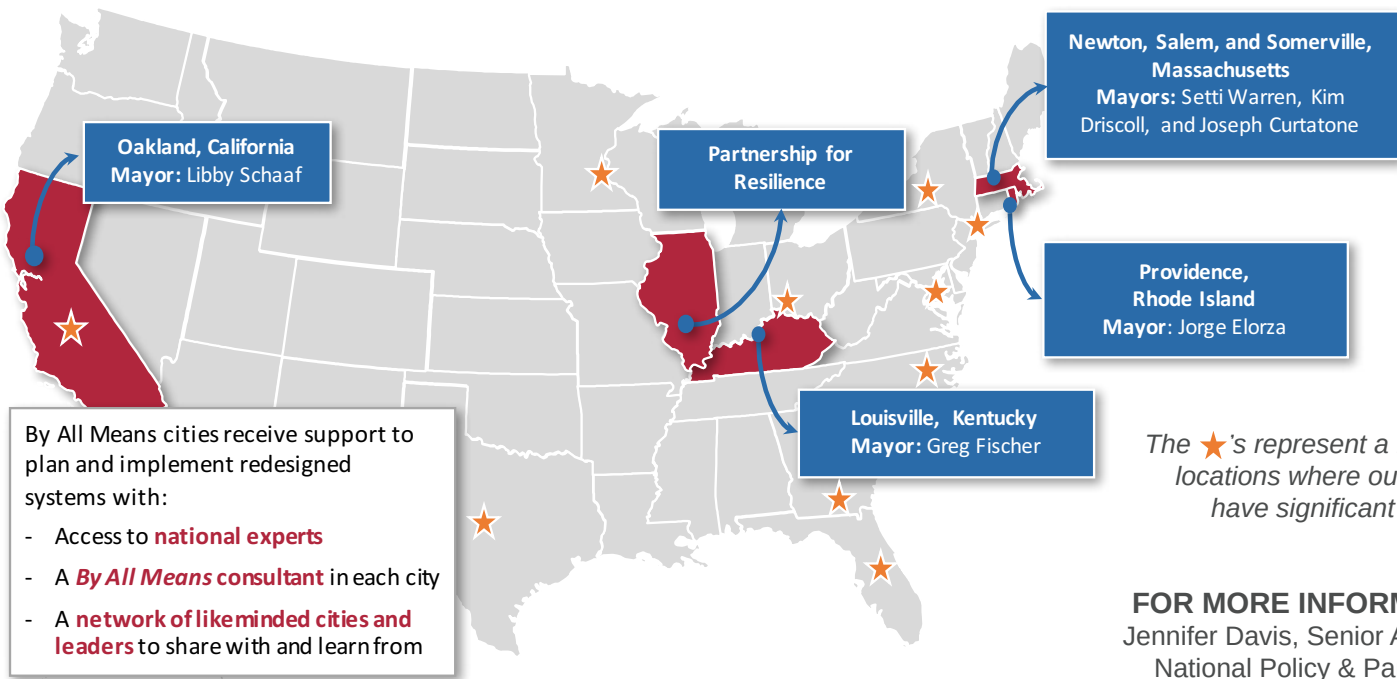 Newton, Salem, and Somerville,
Massachusetts
Mayors: Setti Warren, Kim
Driscoll, and Joseph Curtatone
Oakland, California
Mayor: Libby Schaaf
Partnership for
Resilience
Providence,
Rhode Island
Mayor: Jorge Elorza
Louisville, Kentucky
Mayor: Greg Fischer
By All Means cities receive support to
plan and implement redesigned
systems with:
- Access to national experts
- A By All Means consultant in each city
- A network of likeminded cities and
leaders to share with and learn from
The ★'s represent a
locations where ou
have significant
FOR MORE INFORM
Jennifer Davis, Senior A
National Policy & Pa